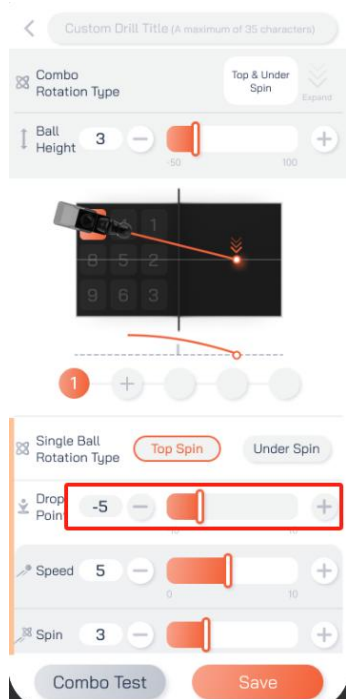 Custom Drill Title (A maximum of 35 characters)
Combo
Rotation Type
Top & Under
Spin
Expand
Ball
Height
3
-50
100
4 1
8 5 2
9 6 3
1
Single Ball
Rotation Type
Top Spin
Under Spin
Drop
Point
-5
10
Speed
5
0
10
Spin
3
Combo Test
Save